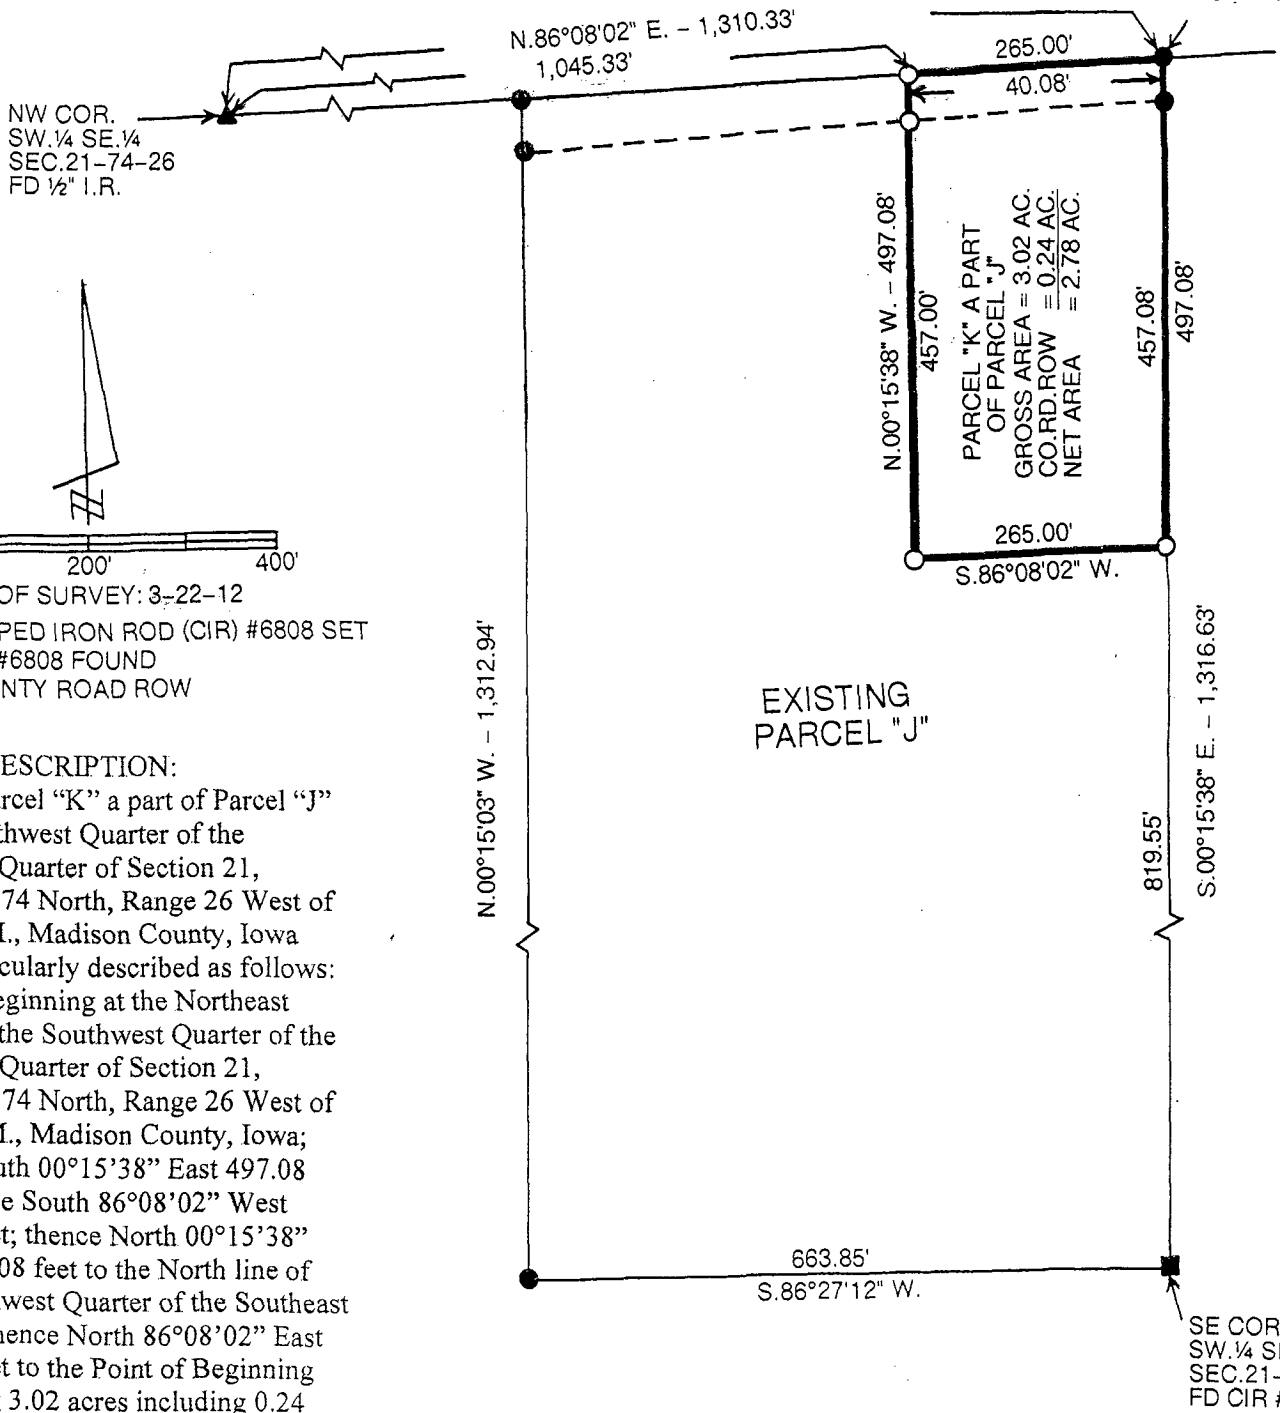 N.86°08'02" E. – 1,310.33'
1,045.33'
265.00'
40.08'
NW COR.
SW.¼ SE.¼
SEC.21–74–26
FD ½" I.R.
N.00°15'38" W. – 497.08'
457.00'
PARCEL "K" A PART
OF PARCEL "J"
GROSS AREA = 3.02 AC.
CO.RD.ROW = 0.24 AC.
NET AREA = 2.78 AC.
457.08'
497.08'
265.00'
S.86°08'02" W.
N
200'
400'
OF SURVEY: 3–22–12
PED IRON ROD (CIR) #6808 SET
#6808 FOUND
NTY ROAD ROW
N.00°15'03" W. – 1,312.94'
EXISTING
PARCEL "J"
819.55'
S.00°15'38" E. – 1,316.63'
ESCRIPTION:
rcel “K” a part of Parcel “J”
thwest Quarter of the
Quarter of Section 21,
74 North, Range 26 West of
I., Madison County, Iowa
cularly described as follows:
eginning at the Northeast
the Southwest Quarter of the
Quarter of Section 21,
74 North, Range 26 West of
M., Madison County, Iowa;
uth 00°15’38” East 497.08
e South 86°08’02” West
t; thence North 00°15’38”
08 feet to the North line of
west Quarter of the Southeast
hence North 86°08’02” East
t to the Point of Beginning
3.02 acres including 0.24
663.85'
S.86°27'12" W.
SE COR
SW.¼ S
SEC.21–
FD CIR #